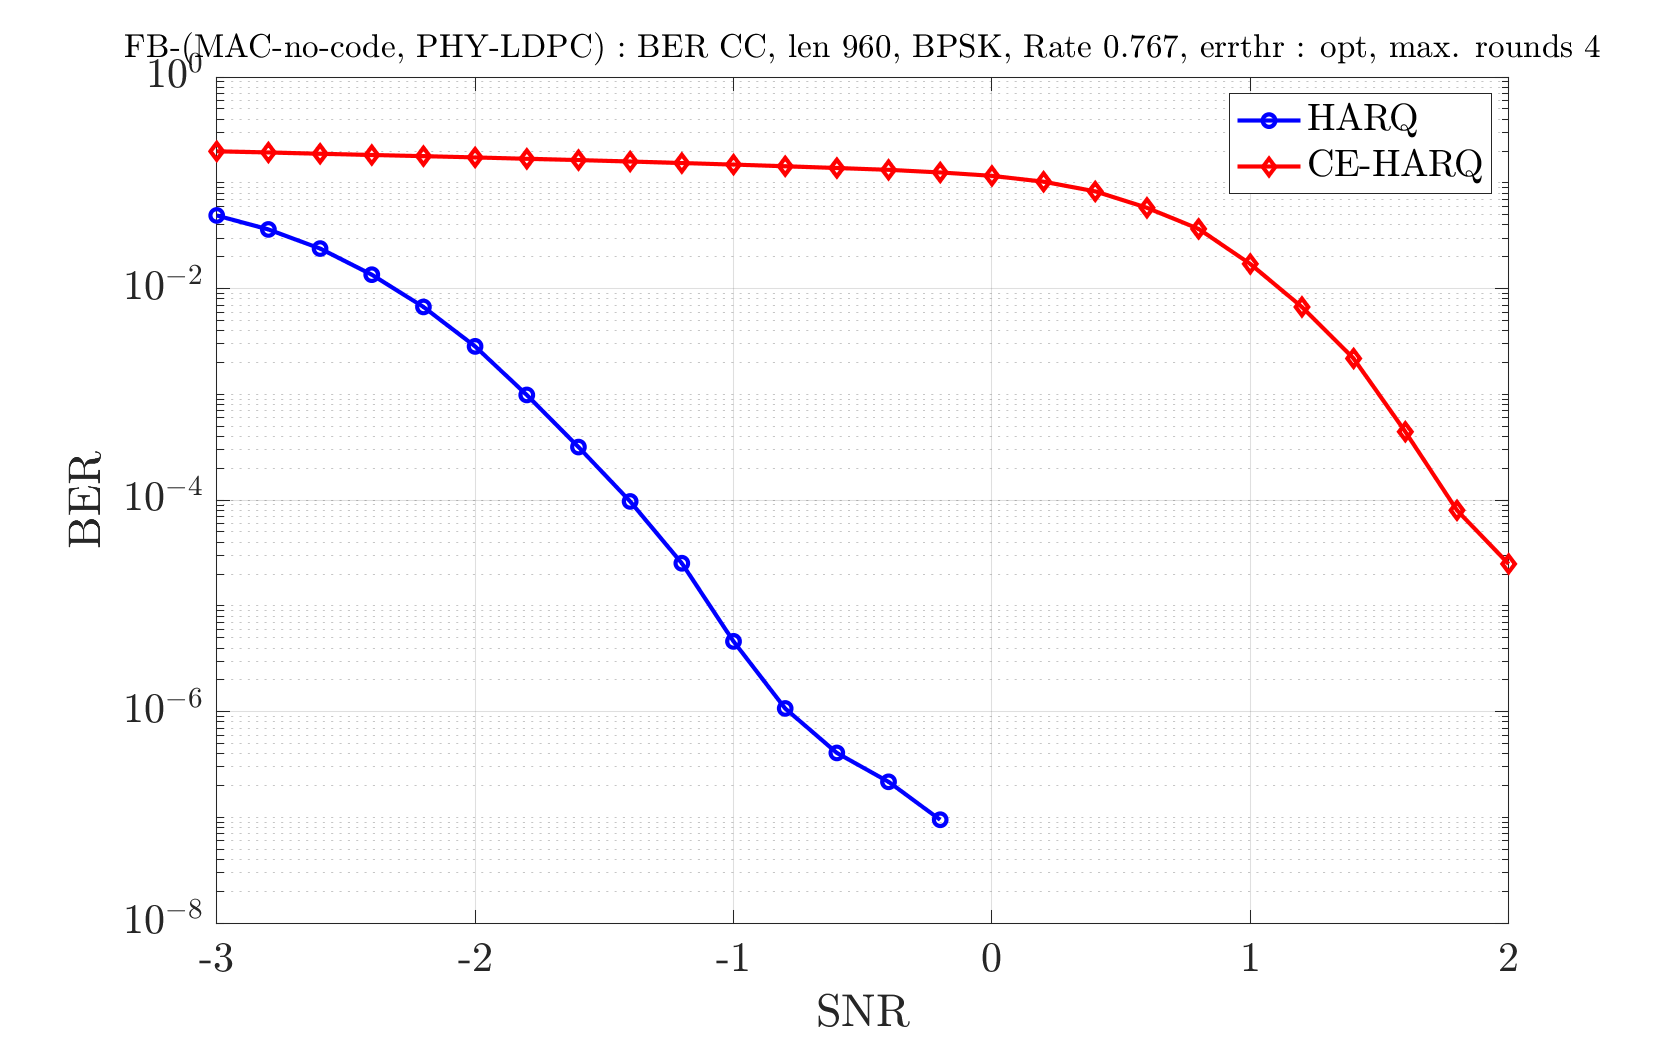 FB-(MAC-no-code, PHY-LDPC) : BER CC, len 960, BPSK, Rate 0.767, errthr : opt, max. rounds 4
10^0
HARQ
CE-HARQ
10^−2
BER
10^−4
10^−6
10^−8
-3 -2 -1 0 1 2
SNR